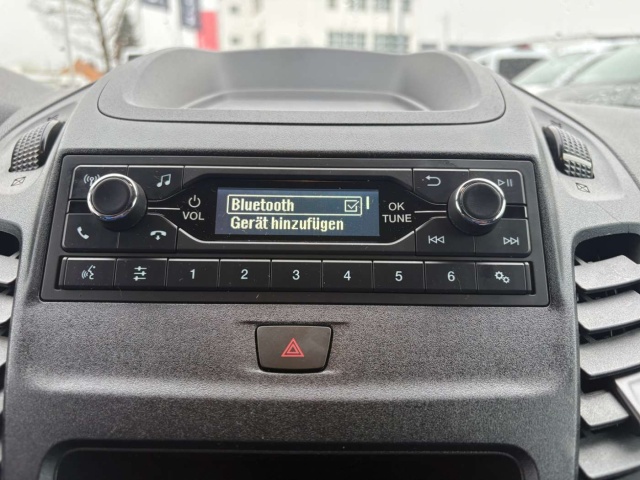 Bluetooth
Gerät hinzufügen
VOL
OK
TUNE
1 2 3 4 5 6